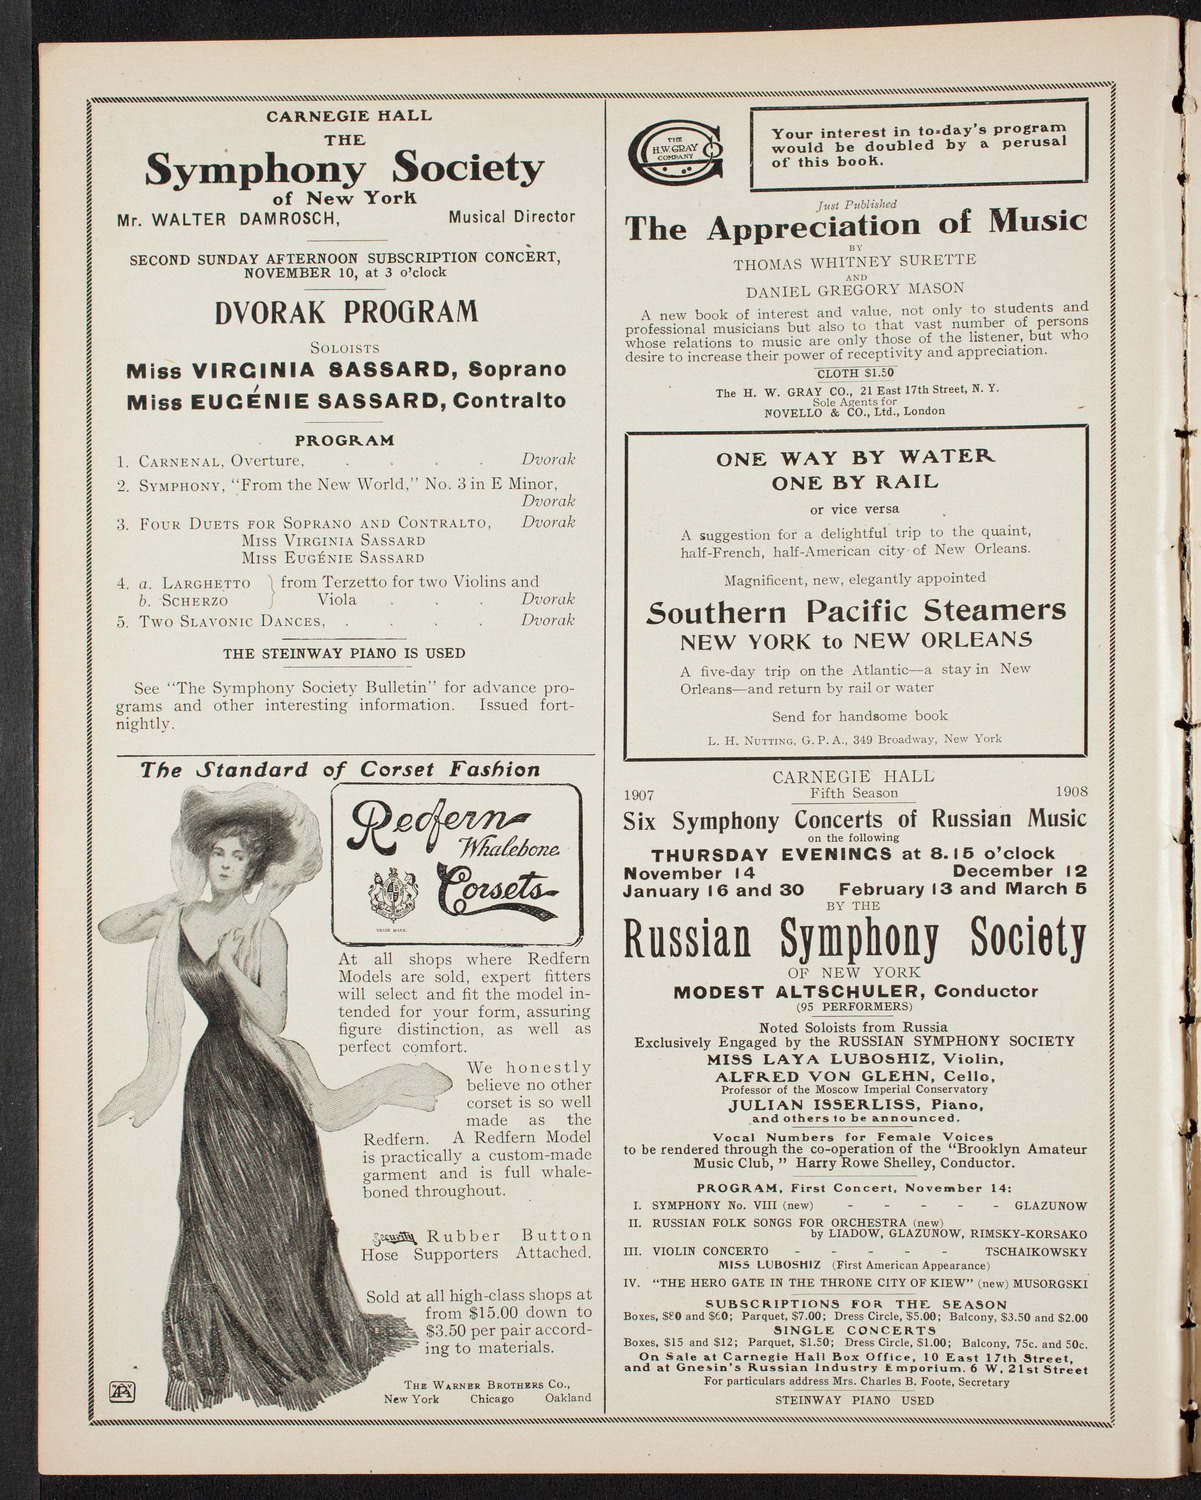 CARNEGIE HALL
THE
Symphony Society
of New York
Mr. WALTER DAMROSCH, Musical Director
SECOND SUNDAY AFTERNOON SUBSCRIPTION CONCERT,
NOVEMBER 10, at 3 o'clock
DVORAK PROGRAM
SOLOISTS
Miss VIRGINIA SASSARD, Soprano
Miss EUGÉNIE SASSARD, Contralto
PROGRAM
1. CARNENAL, Overture, . . . . Dvorak
2. SYMPHONY, "From the New World," No. 3 in E Minor,
Dvorak
3. FOUR DUETS FOR SOPRANO AND CONTRALTO, Dvorak
MISS VIRGINIA SASSARD
MISS EUGÉNIE SASSARD
4. a. LARGHETTO } from Terzetto for two Violins and
b. SCHERZO } Viola . . . Dvorak
5. TWO SLAVONIC DANCES, . . . . Dvorak
THE STEINWAY PIANO IS USED
See "The Symphony Society Bulletin" for advance pro-
grams and other interesting information. Issued fort-
nightly.
The Standard of Corset Fashion
Redfern
Whalebone
Corsets
TRADE MARK.
At all shops where Redfern
Models are sold, expert fitters
will select and fit the model in-
tended for your form, assuring
figure distinction, as well as
perfect comfort.
We honestly
believe no other
corset is so well
made as the
Redfern. A Redfern Model
is practically a custom-made
garment and is full whale-
boned throughout.
Security Rubber Button
Hose Supporters Attached.
Sold at all high-class shops at
from $15.00 down to
$3.50 per pair accord-
ing to materials.
THE WARNER BROTHERS CO.,
New York Chicago Oakland
THE
H.W. GRAY
COMPANY
Your interest in to-day's program
would be doubled by a perusal
of this book.
Just Published
The Appreciation of Music
BY
THOMAS WHITNEY SURETTE
AND
DANIEL GREGORY MASON
A new book of interest and value, not only to students and
professional musicians but also to that vast number of persons
whose relations to music are only those of the listener, but who
desire to increase their power of receptivity and appreciation.
CLOTH $1.50
The H. W. GRAY CO., 21 East 17th Street, N. Y.
Sole Agents for
NOVELLO & CO., Ltd., London
ONE WAY BY WATER
ONE BY RAIL
or vice versa
A suggestion for a delightful trip to the quaint,
half-French, half-American city of New Orleans.
Magnificent, new, elegantly appointed
Southern Pacific Steamers
NEW YORK to NEW ORLEANS
A five-day trip on the Atlantic—a stay in New
Orleans—and return by rail or water
Send for handsome book
L. H. NUTTING, G. P. A., 349 Broadway, New York
CARNEGIE HALL
1907 Fifth Season 1908
Six Symphony Concerts of Russian Music
on the following
THURSDAY EVENINGS at 8.15 o'clock
November 14 December 12
January 16 and 30 February 13 and March 5
BY THE
Russian Symphony Society
OF NEW YORK
MODEST ALTSCHULER, Conductor
(95 PERFORMERS)
Noted Soloists from Russia
Exclusively Engaged by the RUSSIAN SYMPHONY SOCIETY
MISS LAYA LUBOSHIZ, Violin,
ALFRED VON GLEHN, Cello,
Professor of the Moscow Imperial Conservatory
JULIAN ISSERLISS, Piano,
and others to be announced.
Vocal Numbers for Female Voices
to be rendered through the co-operation of the "Brooklyn Amateur
Music Club," Harry Rowe Shelley, Conductor.
PROGRAM, First Concert, November 14:
I. SYMPHONY No. VIII (new) - - - - - GLAZUNOW
II. RUSSIAN FOLK SONGS FOR ORCHESTRA (new)
by LIADOW, GLAZUNOW, RIMSKY-KORSAKO
III. VIOLIN CONCERTO - - - - - TSCHAIKOWSKY
MISS LUBOSHIZ (First American Appearance)
IV. "THE HERO GATE IN THE THRONE CITY OF KIEW" (new) MUSORGSKI
SUBSCRIPTIONS FOR THE SEASON
Boxes, $80 and $60; Parquet, $7.00; Dress Circle, $5.00; Balcony, $3.50 and $2.00
SINGLE CONCERTS
Boxes, $15 and $12; Parquet, $1.50; Dress Circle, $1.00; Balcony, 75c. and 50c.
On Sale at Carnegie Hall Box Office, 10 East 17th Street,
and at Gnesin's Russian Industry Emporium. 6 W. 21st Street
For particulars address Mrs. Charles B. Foote, Secretary
STEINWAY PIANO USED